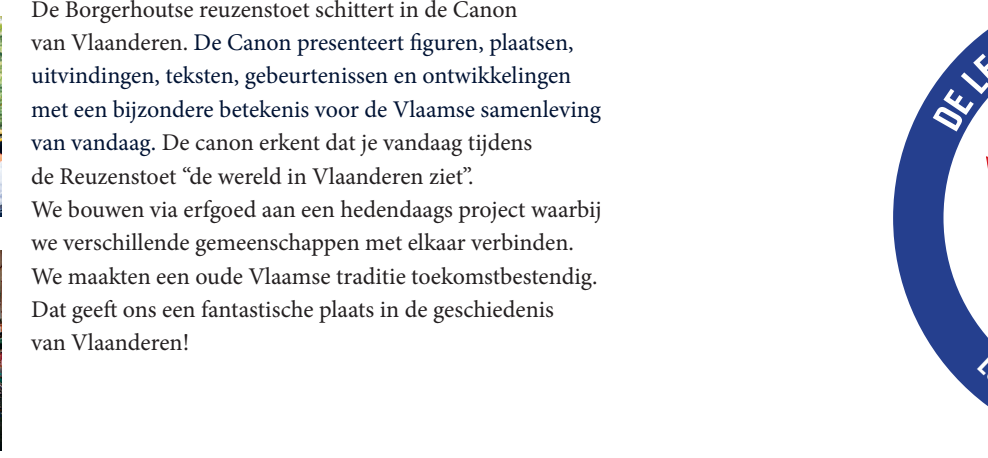 De Borgerhoutse reuzenstoet schittert in de Canon
van Vlaanderen. De Canon presenteert figuren, plaatsen,
uitvindingen, teksten, gebeurtenissen en ontwikkelingen
met een bijzondere betekenis voor de Vlaamse samenleving
van vandaag. De canon erkent dat je vandaag tijdens
de Reuzenstoet “de wereld in Vlaanderen ziet”.
We bouwen via erfgoed aan een hedendaags project waarbij
we verschillende gemeenschappen met elkaar verbinden.
We maakten een oude Vlaamse traditie toekomstbestendig.
Dat geeft ons een fantastische plaats in de geschiedenis
van Vlaanderen!
DE LE